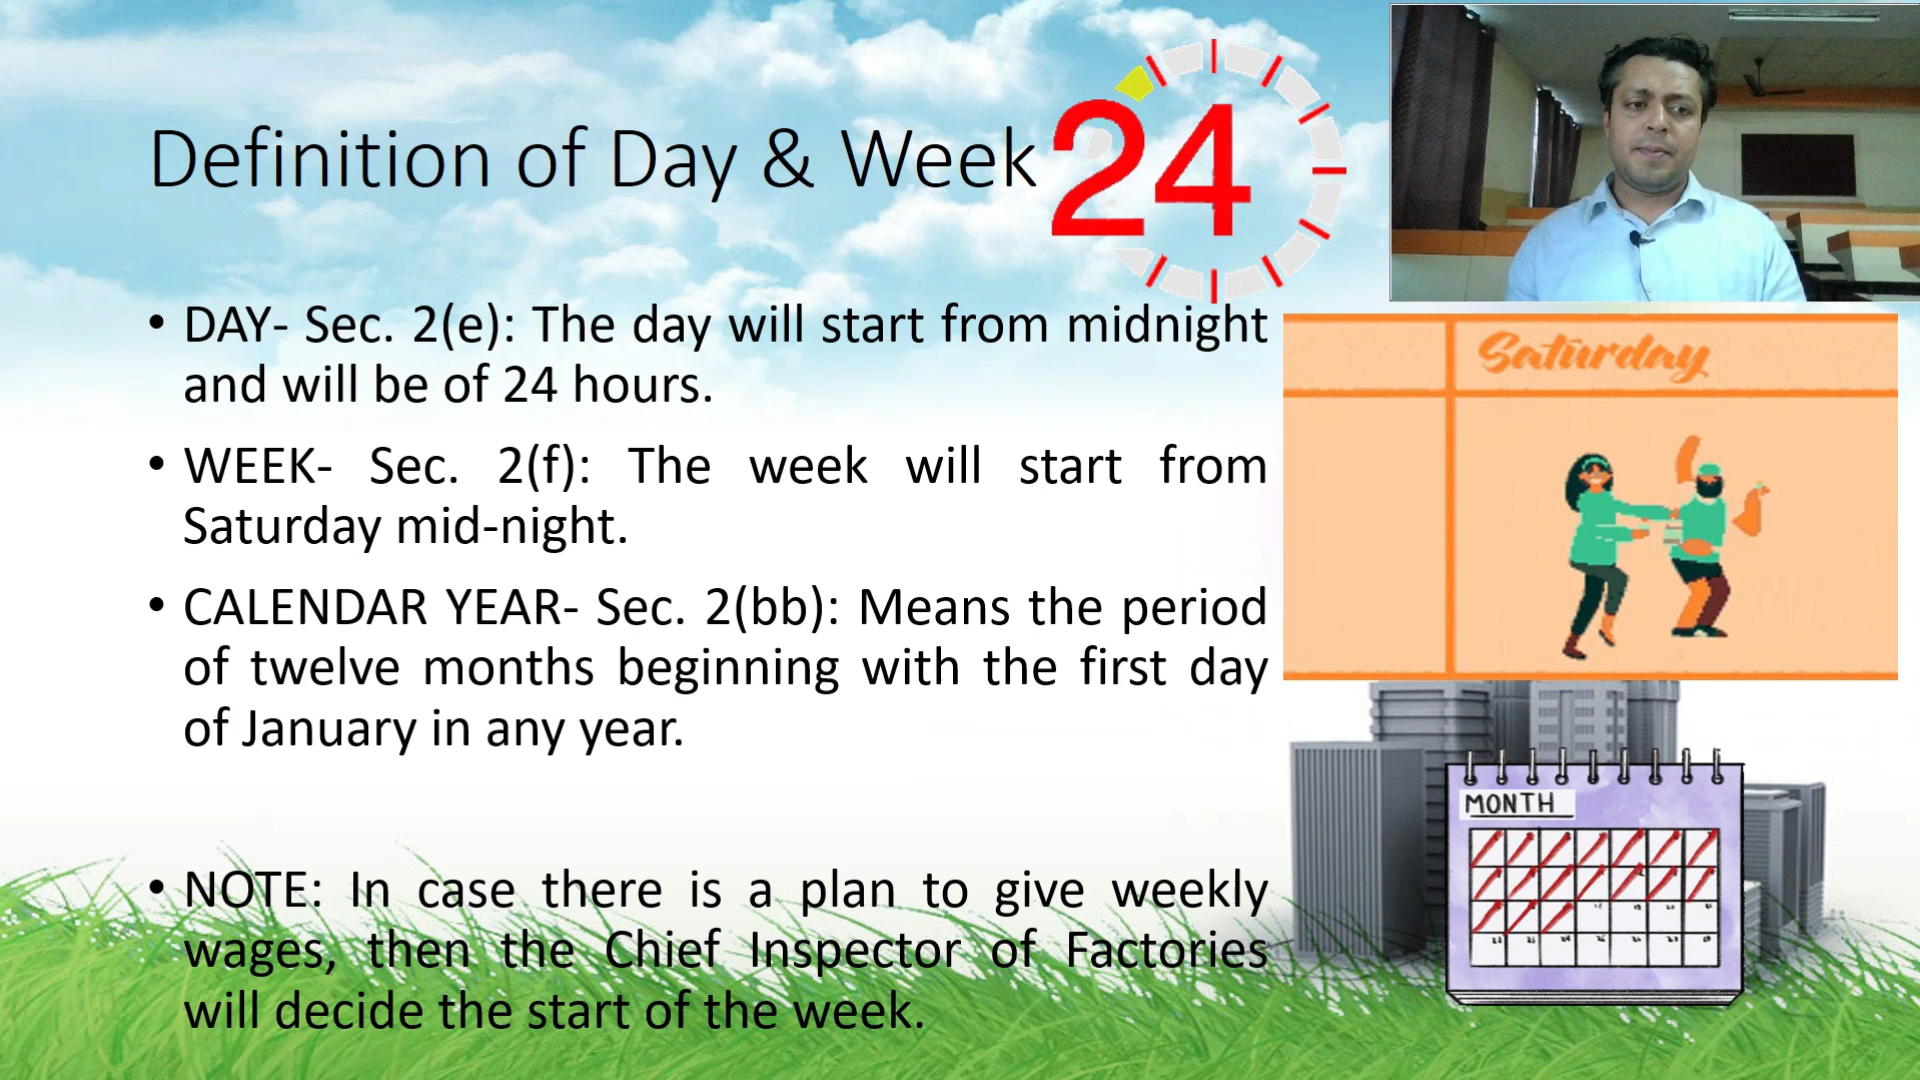 Definition of Day & Week
24
• DAY- Sec. 2(e): The day will start from midnight
and will be of 24 hours.
• WEEK- Sec. 2(f): The week will start from
Saturday mid-night.
• CALENDAR YEAR- Sec. 2(bb): Means the period
of twelve months beginning with the first day
of January in any year.
• NOTE: In case there is a plan to give weekly
wages, then the Chief Inspector of Factories
will decide the start of the week.
Saturday
MONTH